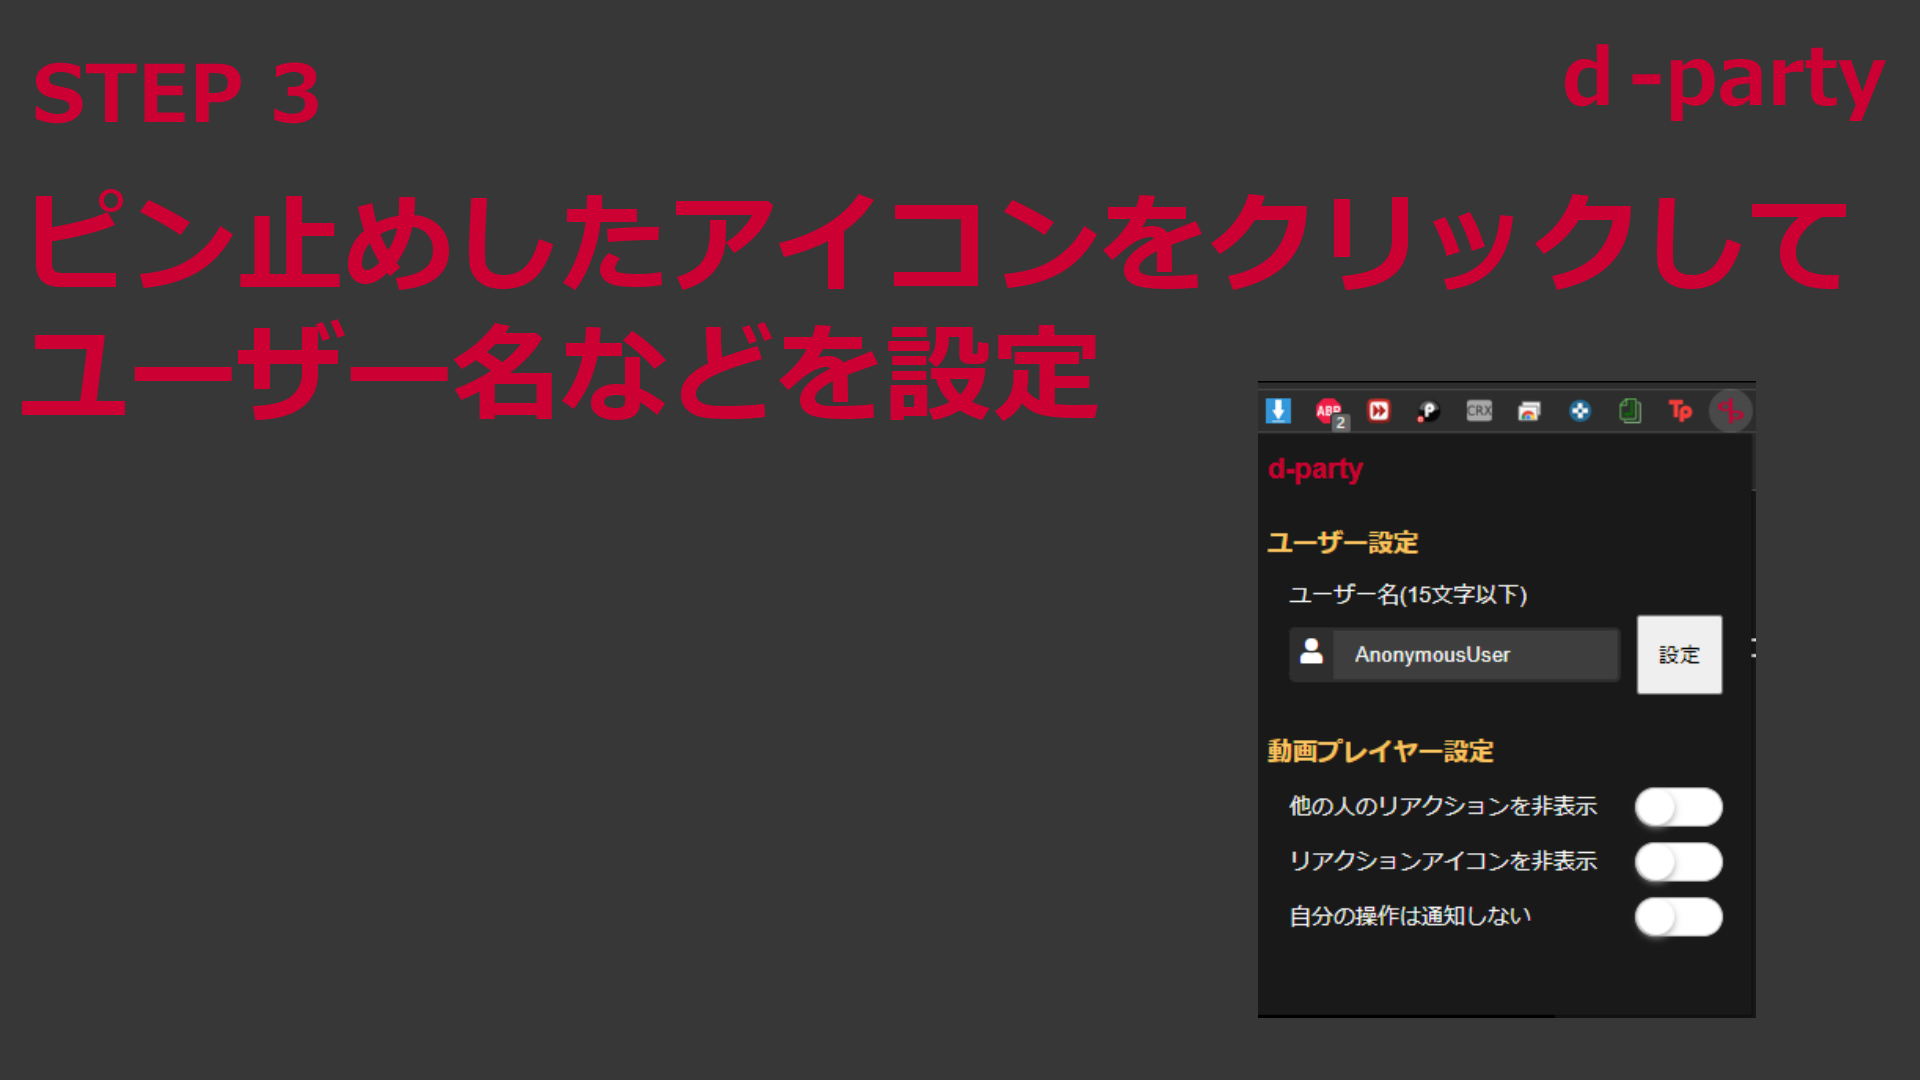 STEP 3
d-party
ピン止めしたアイコンをクリックして
ユーザー名などを設定
ABP
2
P
CRX
Tp
d-party
ユーザー設定
ユーザー名(15文字以下)
AnonymousUser
設定
動画プレイヤー設定
他の人のリアクションを非表示
リアクションアイコンを非表示
自分の操作は通知しない